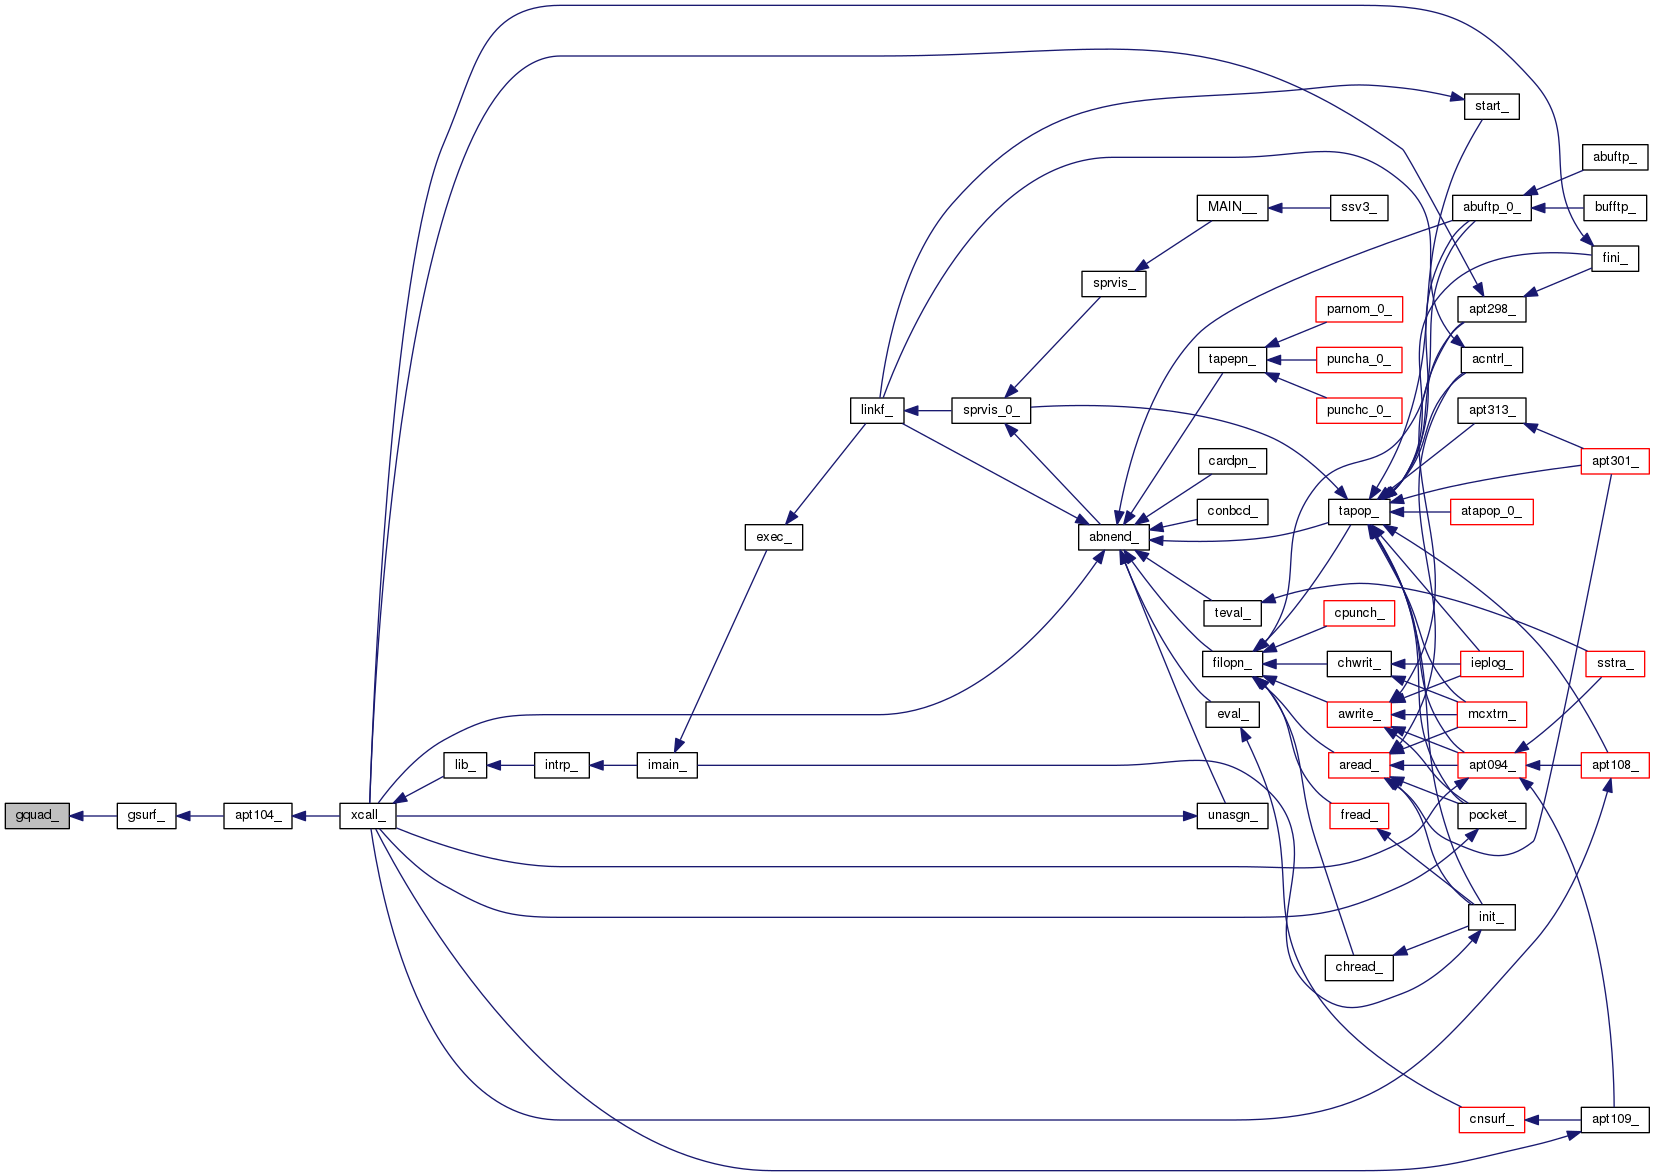 start_
abuftp_
MAIN__
ssv3_
abuftp_0_
bufftp_
fini_
sprvis_
parnom_0_
apt298_
tapepn_
puncha_0_
acntrl_
linkf_
sprvis_0_
punchc_0_
apt313_
cardpn_
apt301_
conbcd_
tapop_
atapop_0_
exec_
abnend_
teval_
cpunch_
filopn_
chwrit_
ieplog_
sstra_
eval_
awrite_
mcxtrn_
lib_
intrp_
imain_
aread_
apt094_
apt108_
gquad_
gsurf_
apt104_
xcall_
unasgn_
fread_
pocket_
init_
chread_
cnsurf_
apt109_